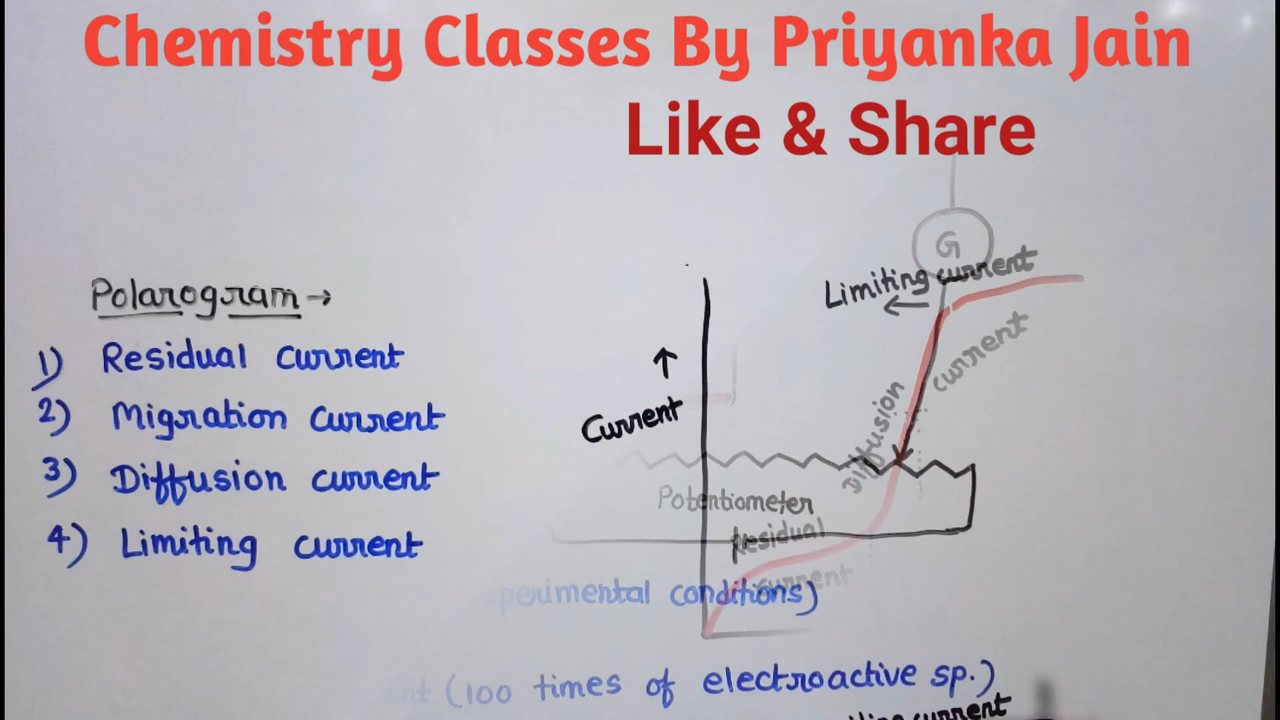 Chemistry Classes By Priyanka Jain
Like & Share
G
Polarogram →
Limiting current
←
1) Residual current
current
↑
2) Migration current
Current
Diffusion
3) Diffusion current
Potentiometer
4) Limiting current
Residual
current
conditions)
(100 times of electroactive sp.)
current